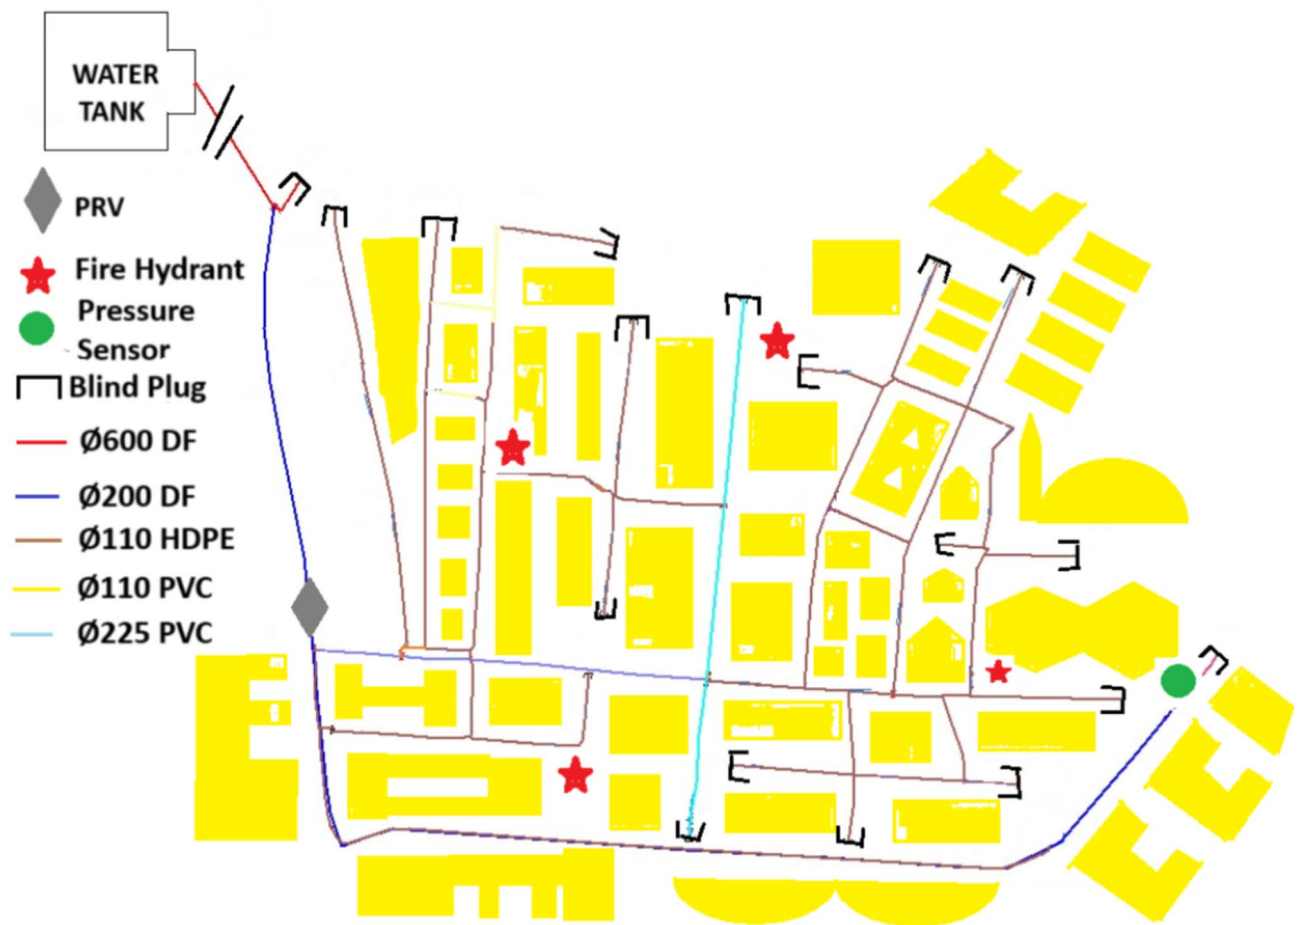 WATER
TANK
PRV
Fire Hydrant
Pressure
Sensor
Blind Plug
Ø600 DF
Ø200 DF
Ø110 HDPE
Ø110 PVC
Ø225 PVC